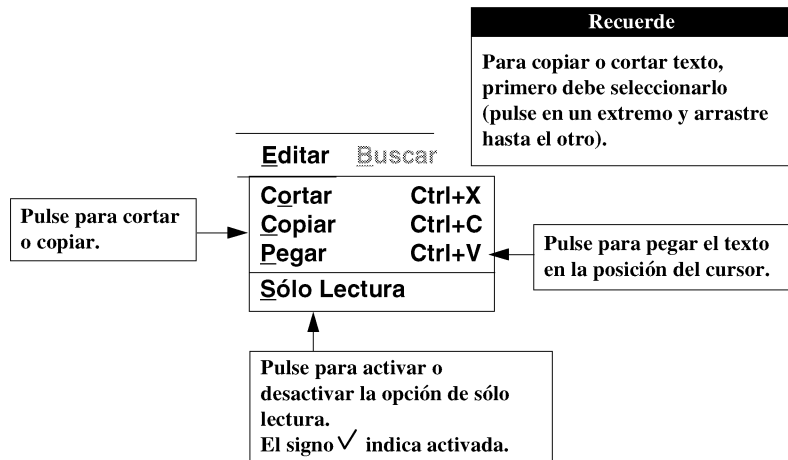 Recuerde
Para copiar o cortar texto,
primero debe seleccionarlo
(pulse en un extremo y arrastre
hasta el otro).
Editar Buscar
Cortar Ctrl+X
Copiar Ctrl+C
Pegar Ctrl+V
Sólo Lectura
Pulse para cortar
o copiar.
Pulse para pegar el texto
en la posición del cursor.
Pulse para activar o
desactivar la opción de sólo
lectura.
El signo ✓ indica activada.